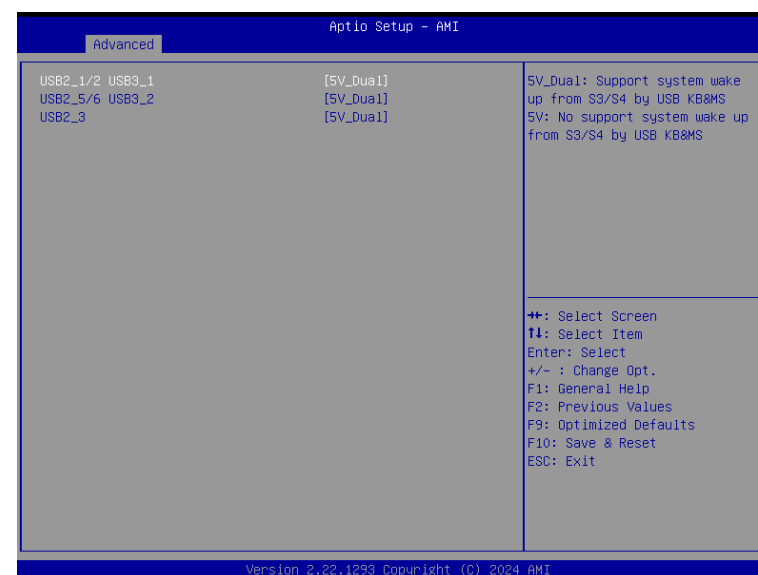 Aptio Setup - AMI
Advanced
USB2_1/2 USB3_1 [5V_Dual]
USB2_5/6 USB3_2 [5V_Dual]
USB2_3 [5V_Dual]
5V_Dual: Support system wake
up from S3/S4 by USB KB&MS
5V: No support system wake up
from S3/S4 by USB KB&MS
→←: Select Screen
↑↓: Select Item
Enter: Select
+/- : Change Opt.
F1: General Help
F2: Previous Values
F9: Optimized Defaults
F10: Save & Reset
ESC: Exit
Version 2.22.1293 Copyright (C) 2024 AMI